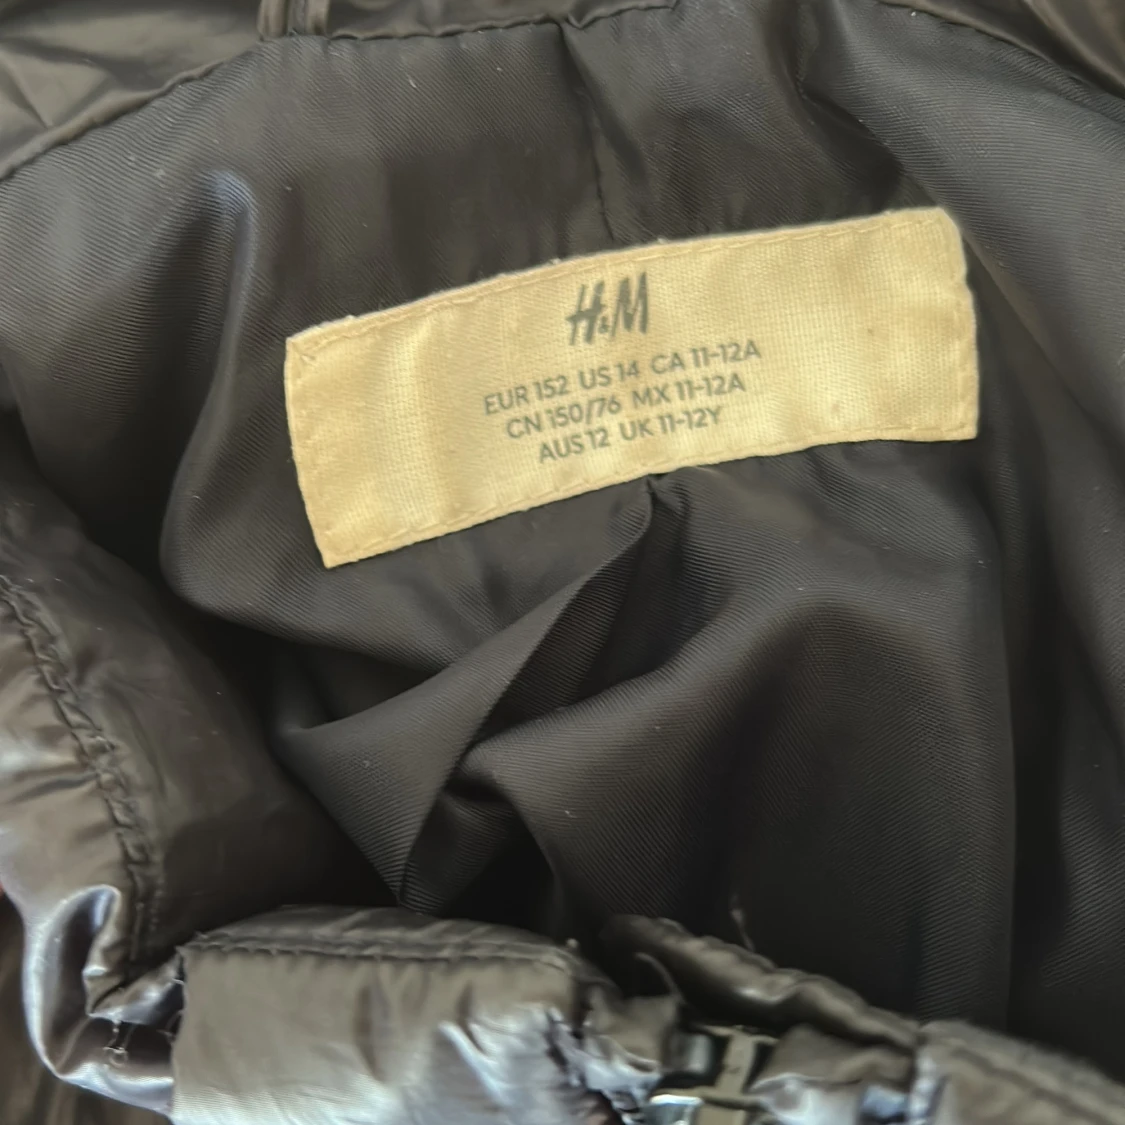 H&M
EUR 152 US 14 CA 11-12A
CN 150/76 MX 11-12A
AUS 12 UK 11-12Y